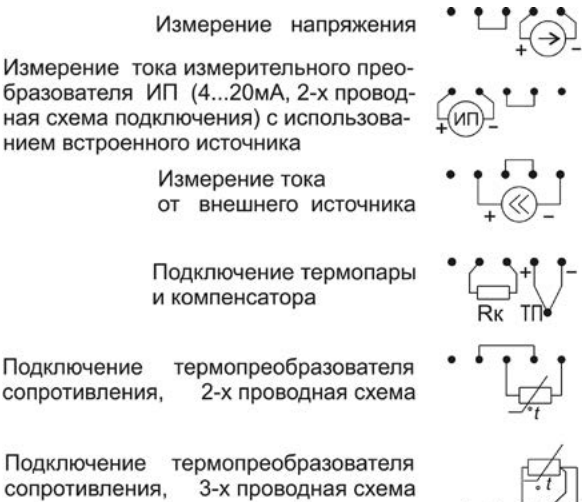 Измерение напряжения
+ −
Измерение тока измерительного прео-
бразователя ИП (4...20мА, 2-х провод-
ная схема подключения) с использова-
нием встроенного источника
+ ИП −
Измерение тока
от внешнего источника
+ −
Подключение термопары
и компенсатора
+ −
Rк ТП
Подключение термопреобразователя
сопротивления, 2-х проводная схема
°t
Подключение термопреобразователя
сопротивления, 3-х проводная схема
°t